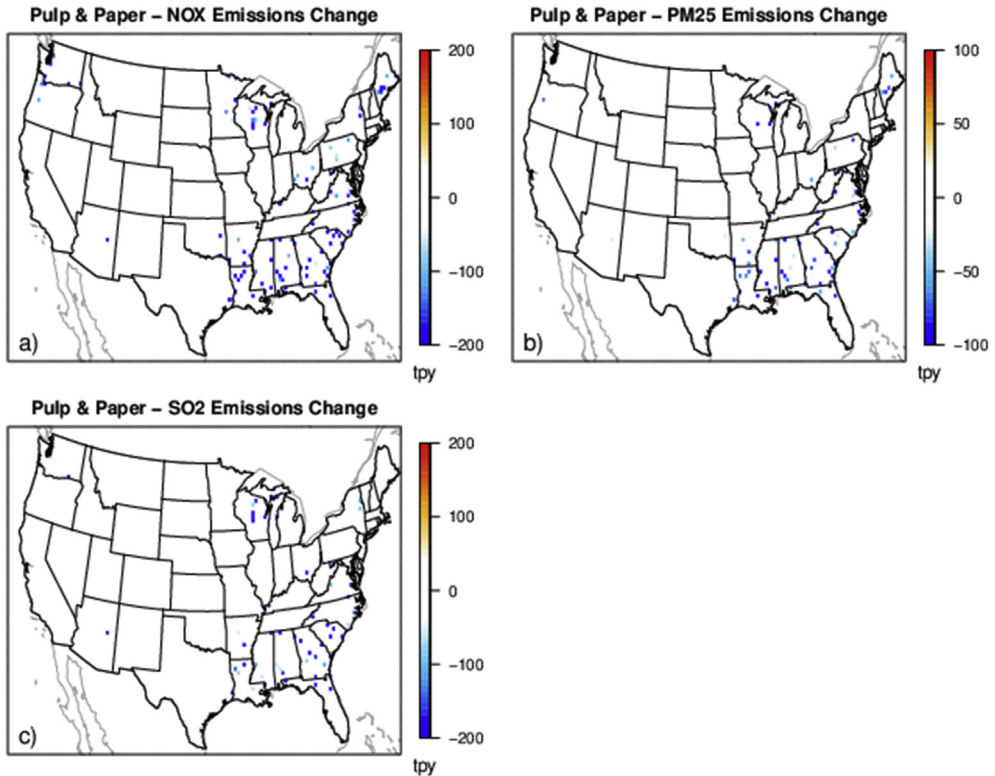 Pulp & Paper – NOX Emissions Change
200
100
0
−100
−200
tpy
a)
Pulp & Paper – PM25 Emissions Change
100
50
0
−50
−100
tpy
b)
Pulp & Paper – SO2 Emissions Change
200
100
0
−100
−200
tpy
c)